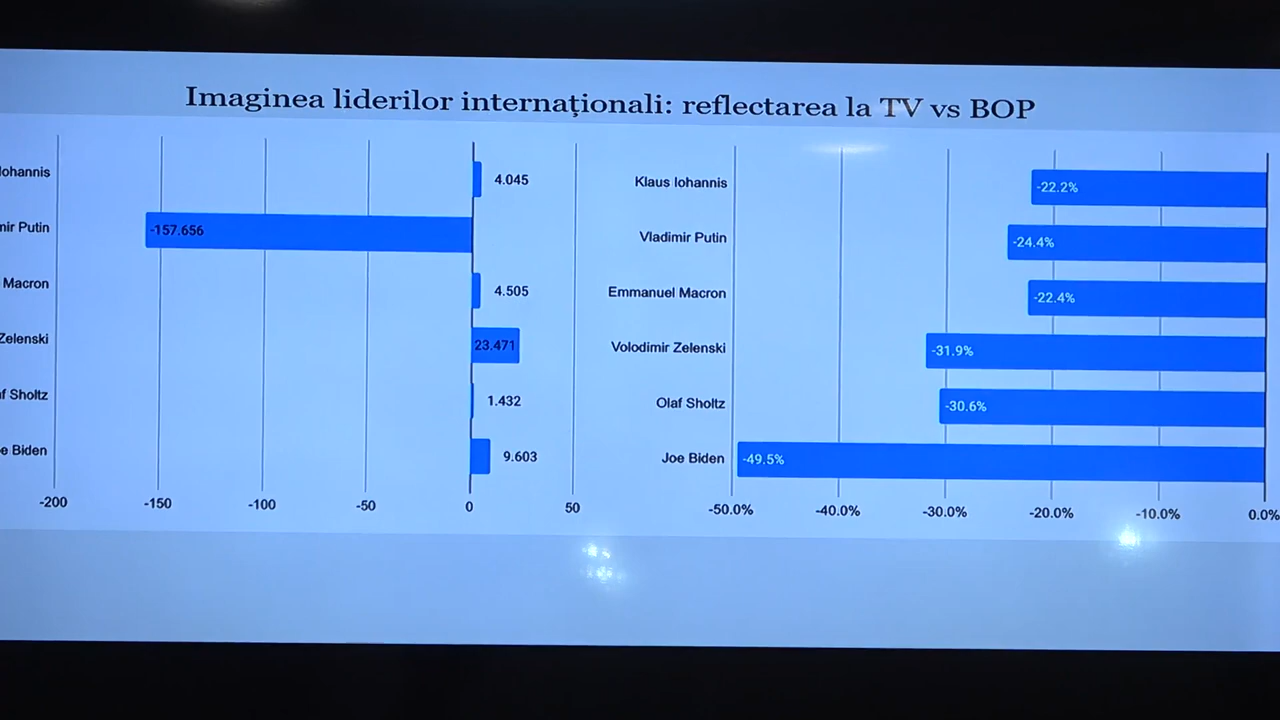 Imaginea liderilor internaționali: reflectarea la TV vs BOP
Iohannis 4.045
Putin -157.656
Macron 4.505
Zelenski 23.471
Sholtz 1.432
Biden 9.603
-200 -150 -100 -50 0 50
Klaus Iohannis -22.2%
Vladimir Putin -24.4%
Emmanuel Macron -22.4%
Volodimir Zelenski -31.9%
Olaf Sholtz -30.6%
Joe Biden -49.5%
-50.0% -40.0% -30.0% -20.0% -10.0% 0.0%